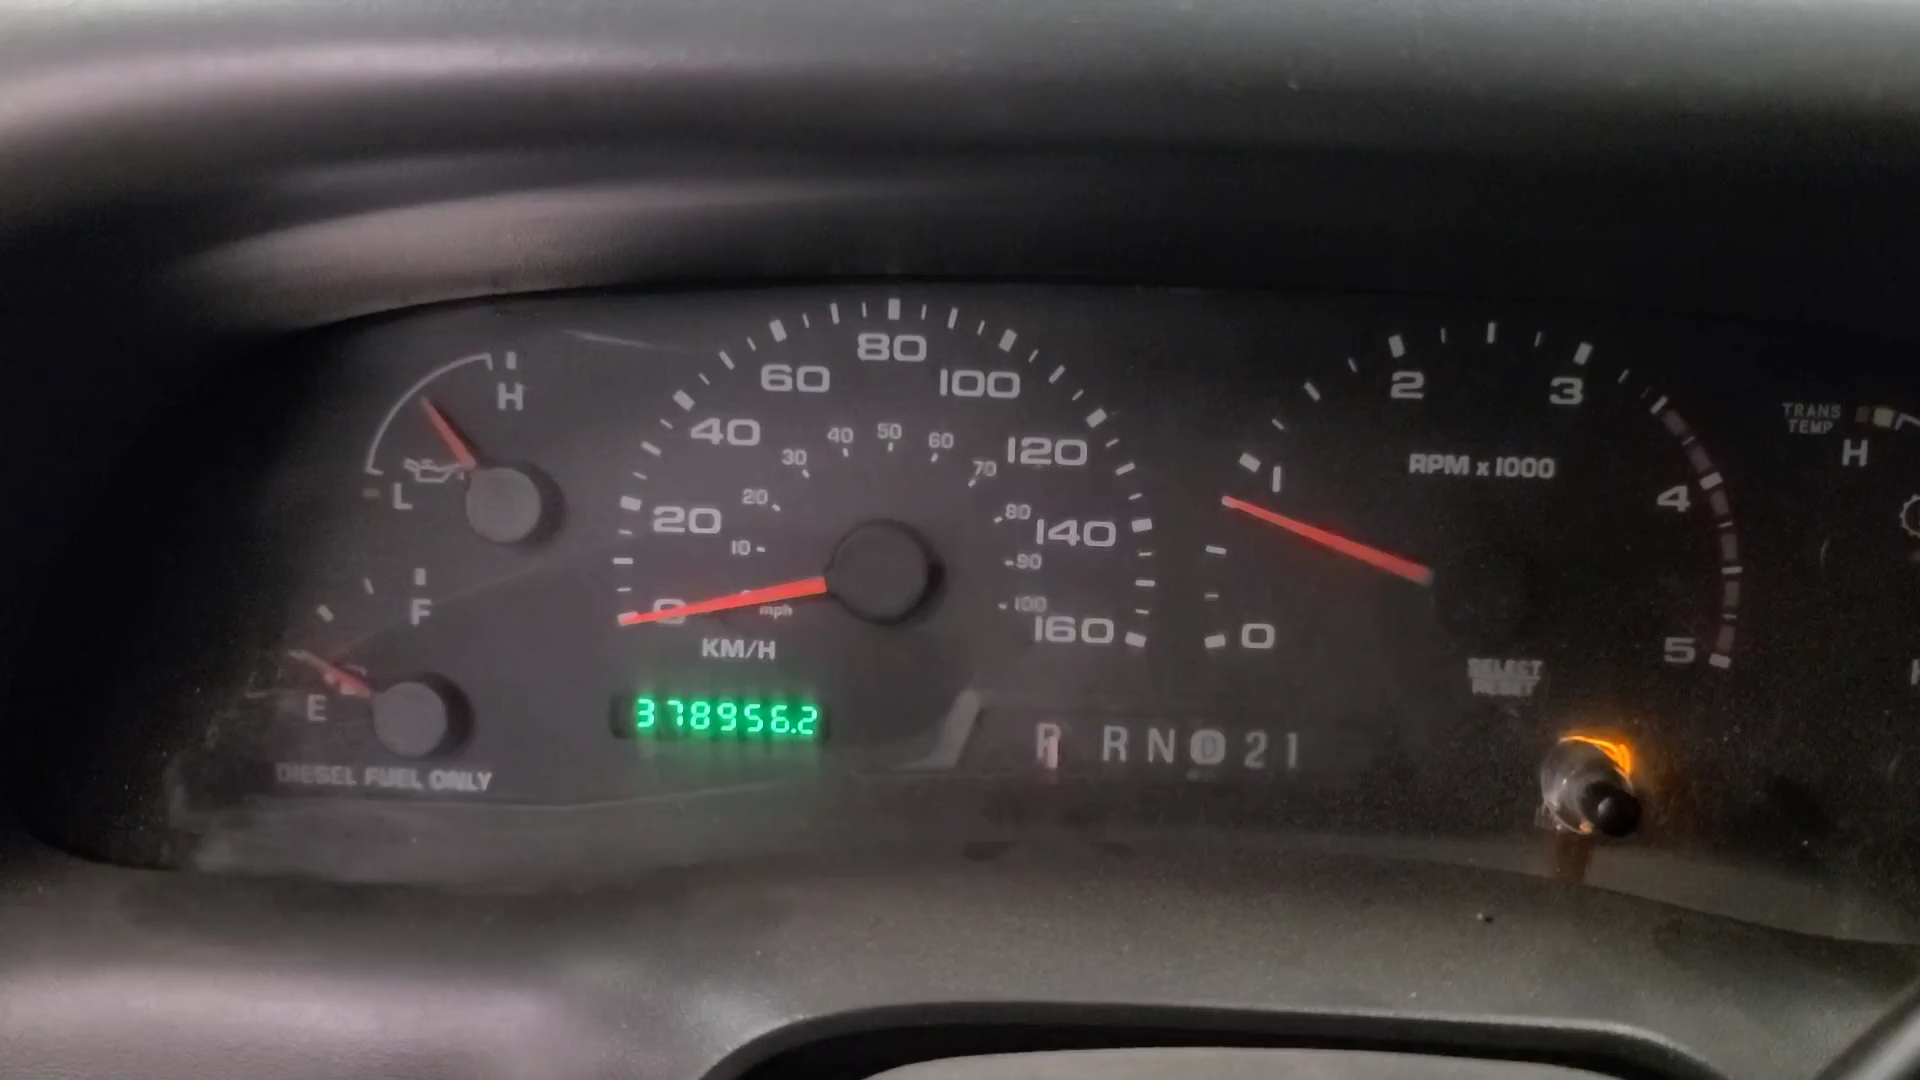 H
L
F
E
DIESEL FUEL ONLY
0
20
40
60
80
100
120
140
160
10
20
30
40
50
60
70
80
90
100
mph
KM/H
378956.2
P R N D 2 1
0
1
2
3
4
5
RPM x 1000
SELECT
RESET
TRANS
TEMP
H